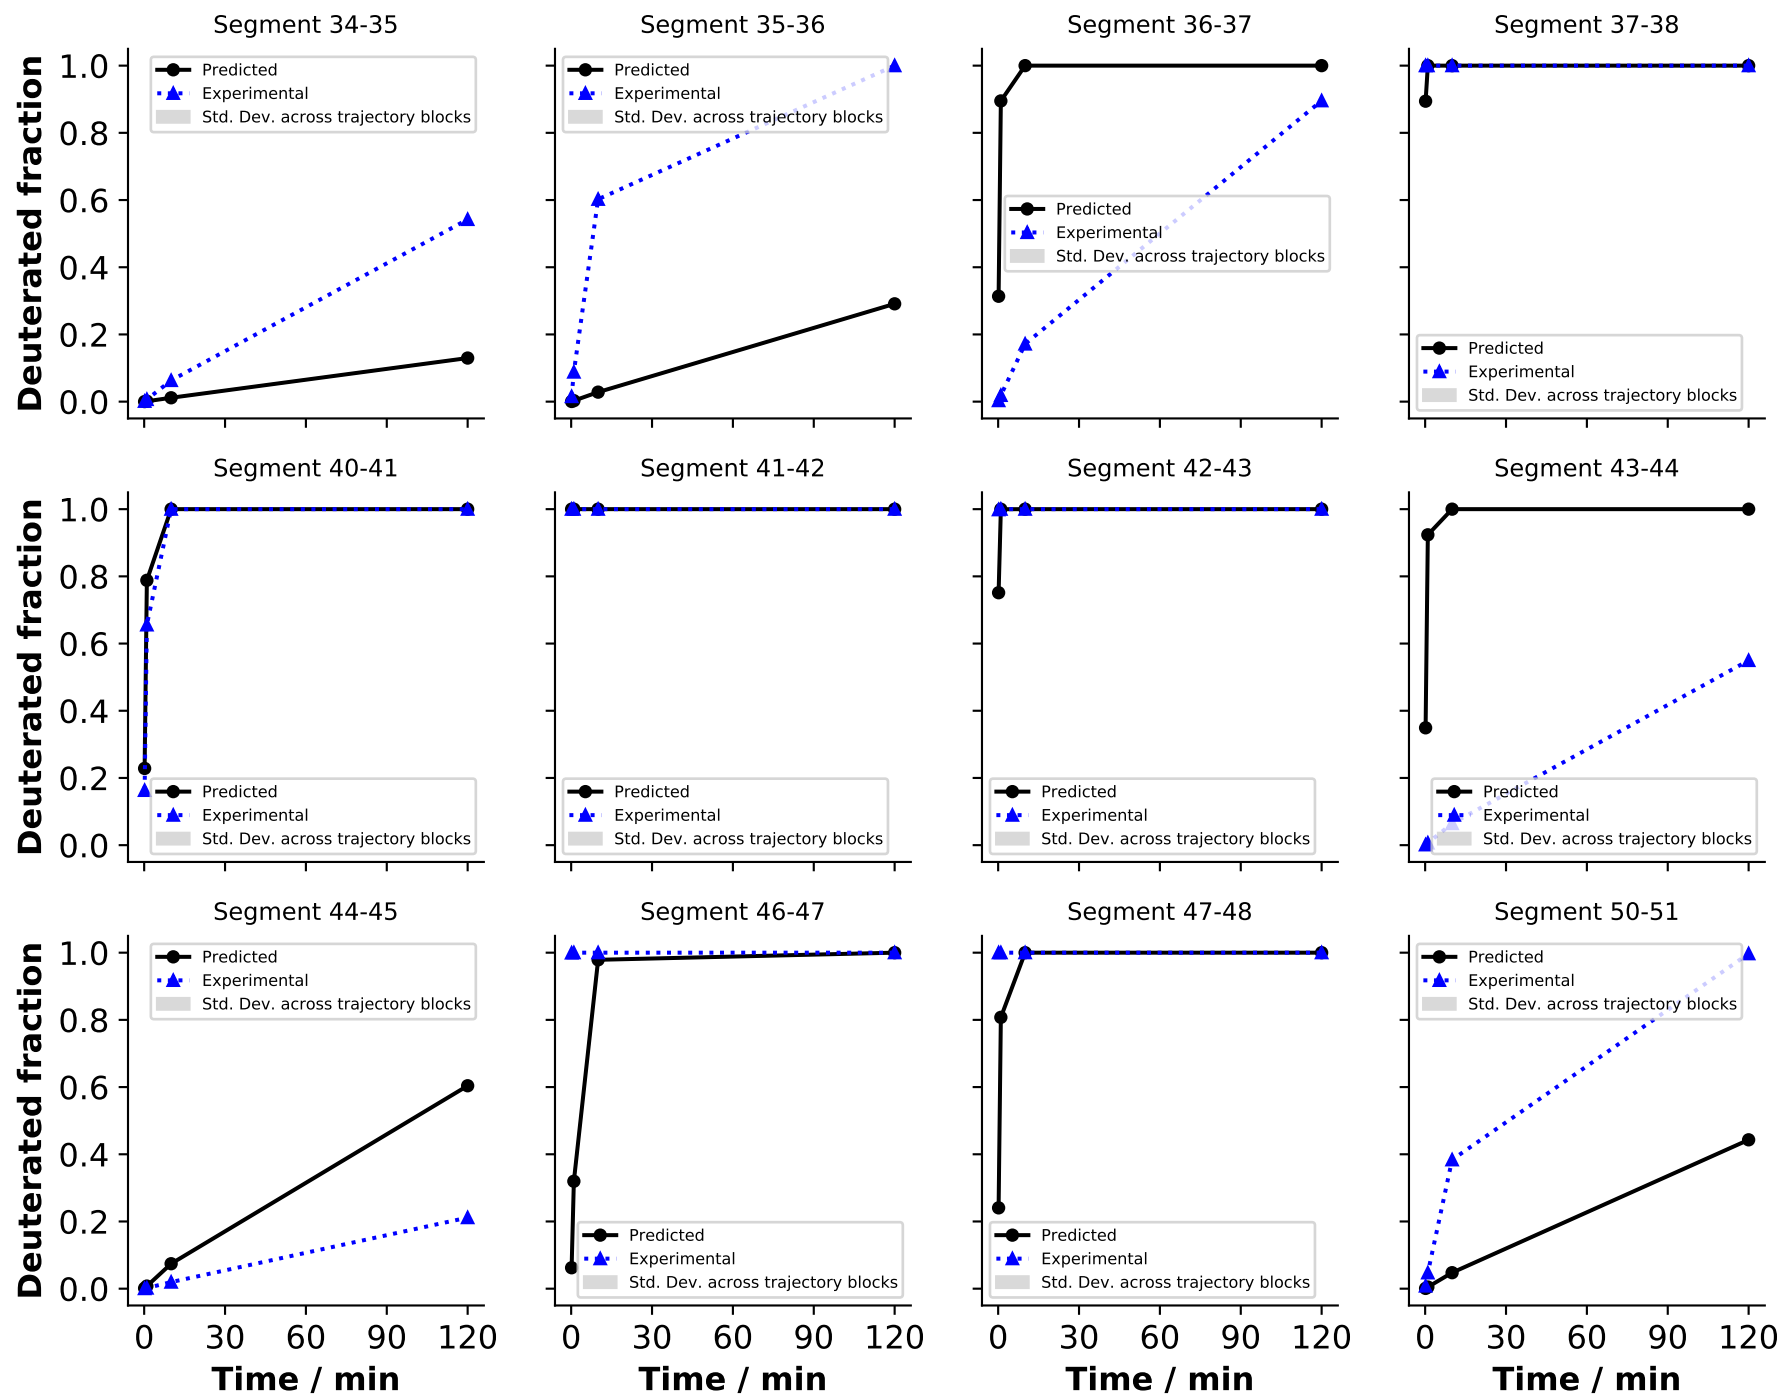 Segment 34-35
Segment 35-36
Segment 36-37
Segment 37-38
Deuterated fraction
1.0
0.8
0.6
0.4
0.2
0.0
Predicted
Experimental
Std. Dev. across trajectory blocks
Predicted
Experimental
Std. Dev. across trajectory blocks
Predicted
Experimental
Std. Dev. across trajectory blocks
Predicted
Experimental
Std. Dev. across trajectory blocks
Segment 40-41
Segment 41-42
Segment 42-43
Segment 43-44
Deuterated fraction
1.0
0.8
0.6
0.4
0.2
0.0
Predicted
Experimental
Std. Dev. across trajectory blocks
Predicted
Experimental
Std. Dev. across trajectory blocks
Predicted
Experimental
Std. Dev. across trajectory blocks
Predicted
Experimental
Std. Dev. across trajectory blocks
Segment 44-45
Segment 46-47
Segment 47-48
Segment 50-51
Deuterated fraction
1.0
0.8
0.6
0.4
0.2
0.0
Predicted
Experimental
Std. Dev. across trajectory blocks
Predicted
Experimental
Std. Dev. across trajectory blocks
Predicted
Experimental
Std. Dev. across trajectory blocks
Predicted
Experimental
Std. Dev. across trajectory blocks
0 30 60 90 120
0 30 60 90 120
0 30 60 90 120
0 30 60 90 120
Time / min
Time / min
Time / min
Time / min